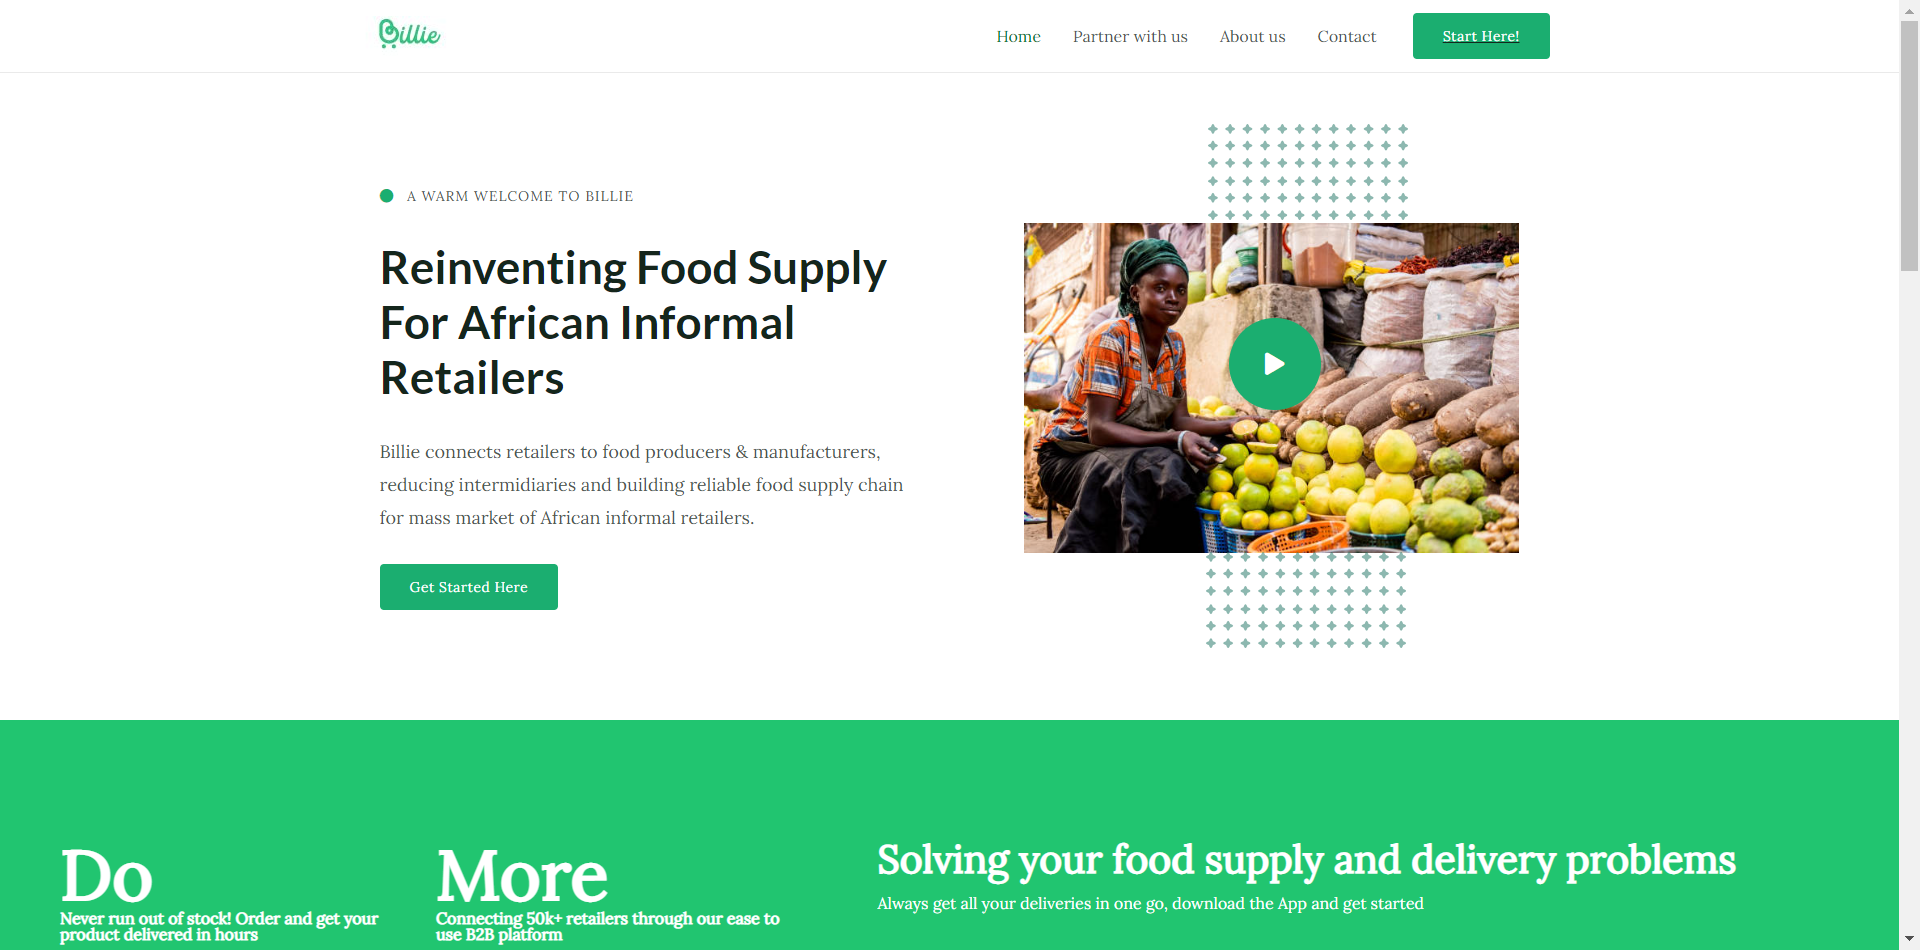 Billie
Home
Partner with us
About us
Contact
Start Here!
A WARM WELCOME TO BILLIE
Reinventing Food Supply
For African Informal
Retailers
Billie connects retailers to food producers & manufacturers,
reducing intermidiaries and building reliable food supply chain
for mass market of African informal retailers.
Get Started Here
Do
Never run out of stock! Order and get your
product delivered in hours
More
Connecting 50k+ retailers through our ease to
use B2B platform
Solving your food supply and delivery problems
Always get all your deliveries in one go, download the App and get started